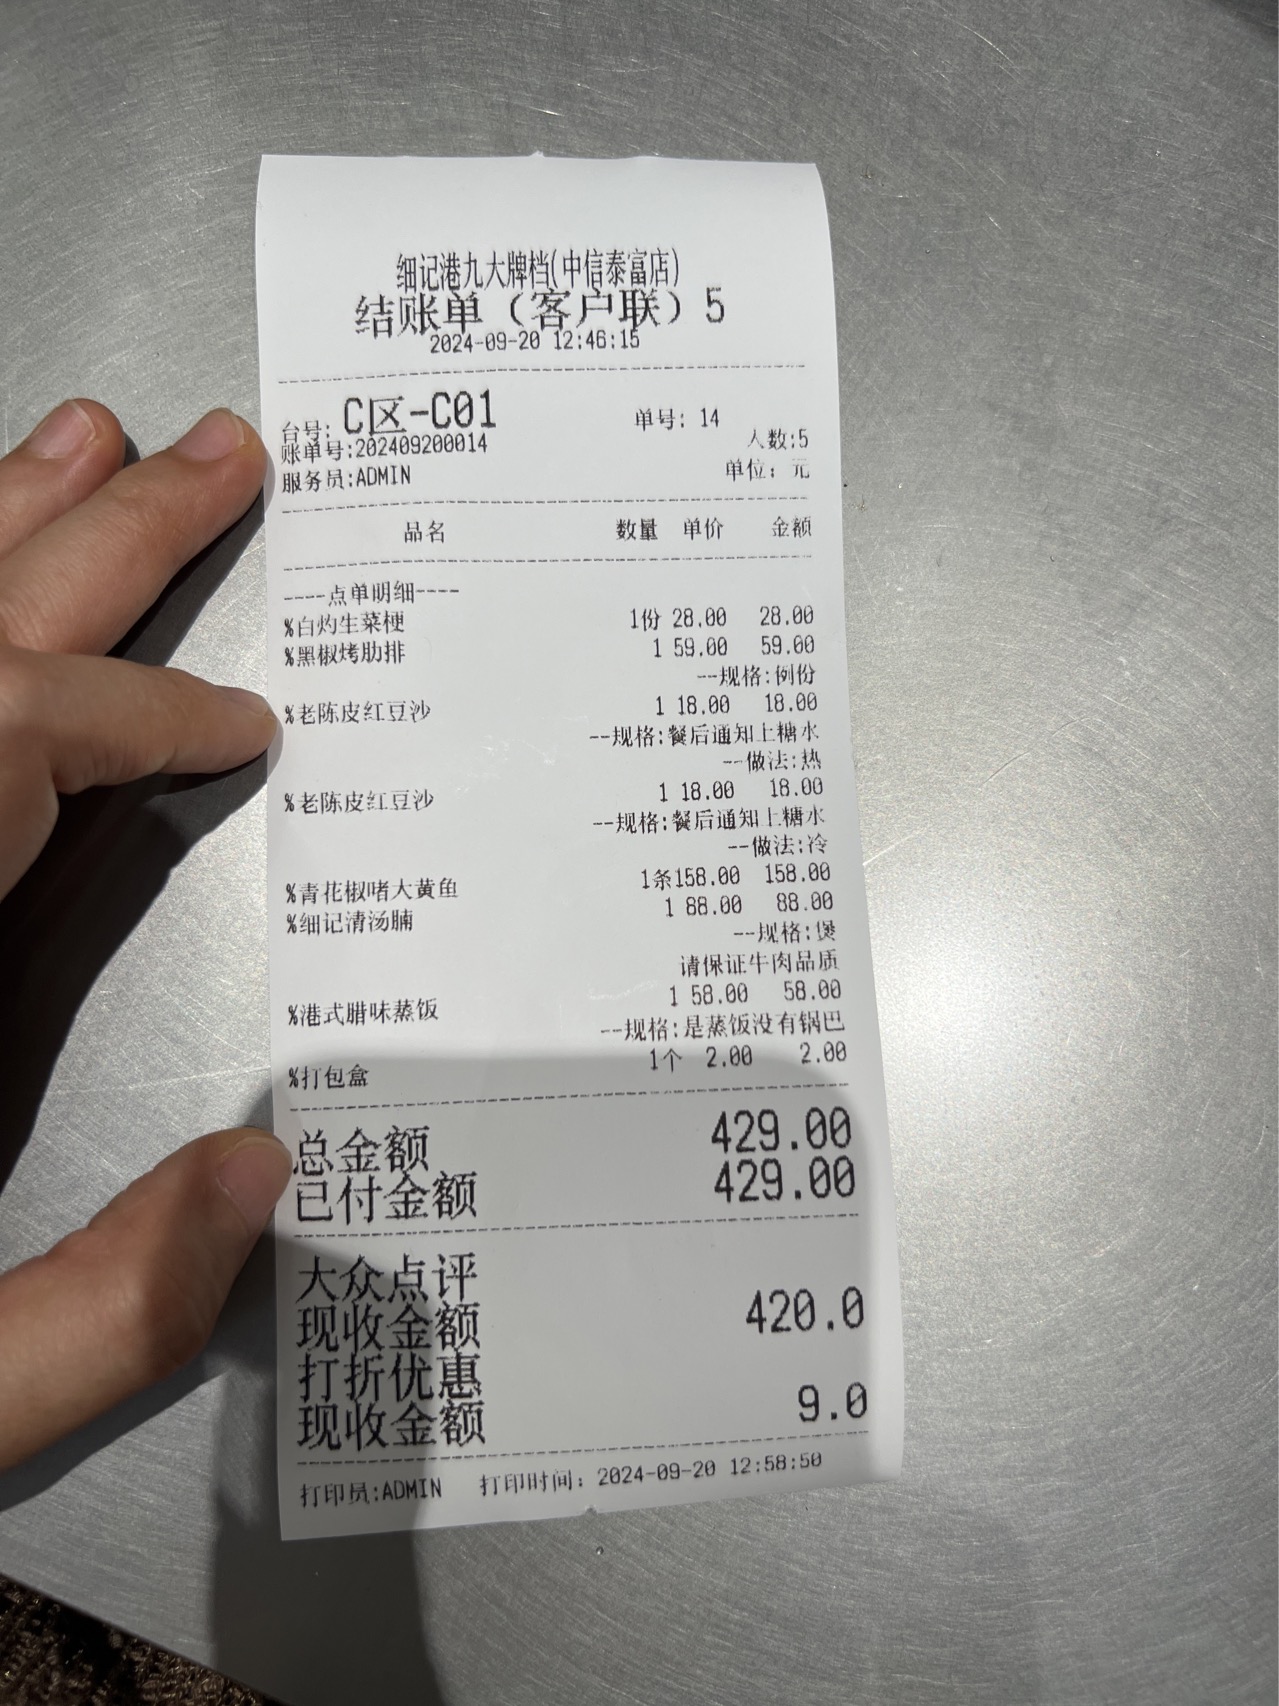 细记港九大牌档(中信泰富店)
结账单（客户联）5
2024-09-20 12:46:15
台号: C区-C01 单号: 14
账单号:202409200014 人数:5
服务员:ADMIN 单位: 元
品名 数量 单价 金额
----点单明细----
%白灼生菜梗 1份 28.00 28.00
%黑椒烤肋排 1 59.00 59.00
--规格:例份
%老陈皮红豆沙 1 18.00 18.00
--规格:餐后通知上糖水
--做法:热
%老陈皮红豆沙 1 18.00 18.00
--规格:餐后通知上糖水
--做法:冷
%青花椒啫大黄鱼 1条158.00 158.00
%细记清汤腩 1 88.00 88.00
--规格:煲
请保证牛肉品质
%港式腊味蒸饭 1 58.00 58.00
--规格:是蒸饭没有锅巴
%打包盒 1个 2.00 2.00
总金额 429.00
已付金额 429.00
大众点评
现收金额 420.0
打折优惠
现收金额 9.0
打印员:ADMIN 打印时间: 2024-09-20 12:58:50